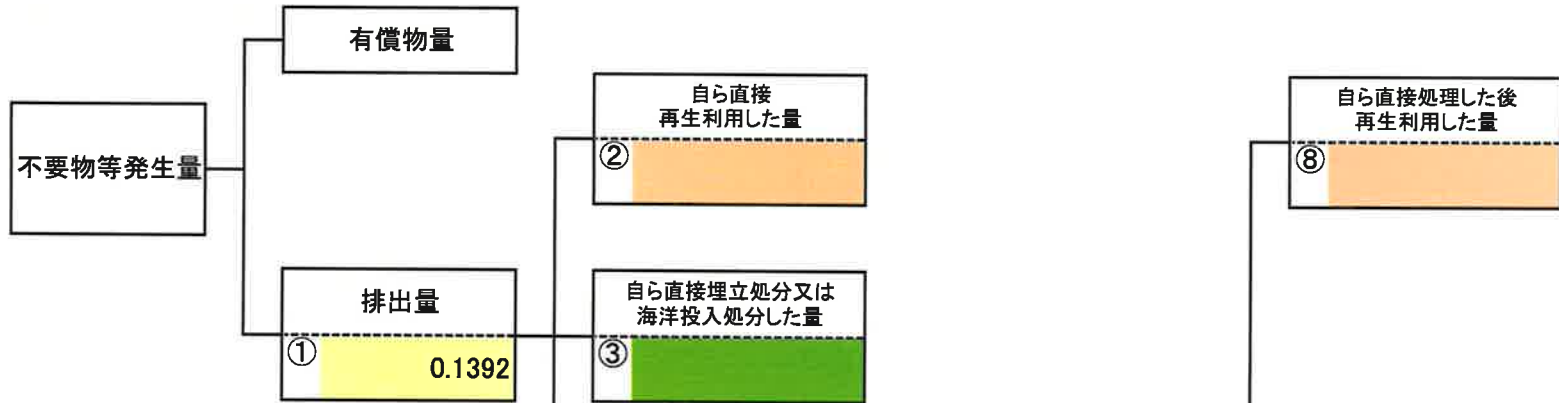 有償物量
不要物等発生量
自ら直接
再生利用した量
②
自ら直接処理した後
再生利用した量
⑧
排出量
① 0.1392
自ら直接埋立処分又は
海洋投入処分した量
③